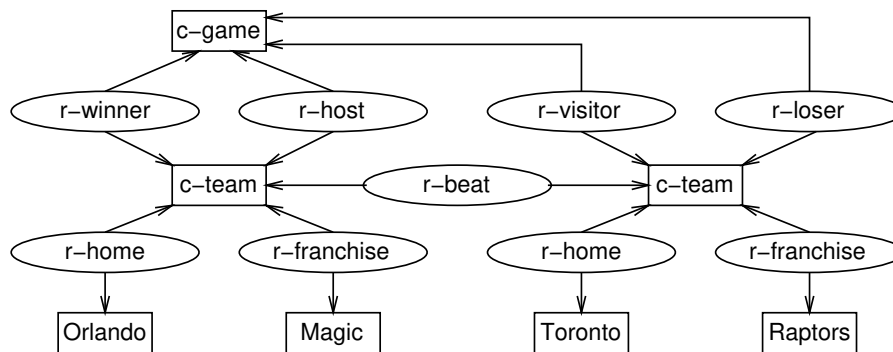 c−game
r−winner
r−host
r−visitor
r−loser
c−team
r−beat
c−team
r−home
r−franchise
r−home
r−franchise
Orlando
Magic
Toronto
Raptors